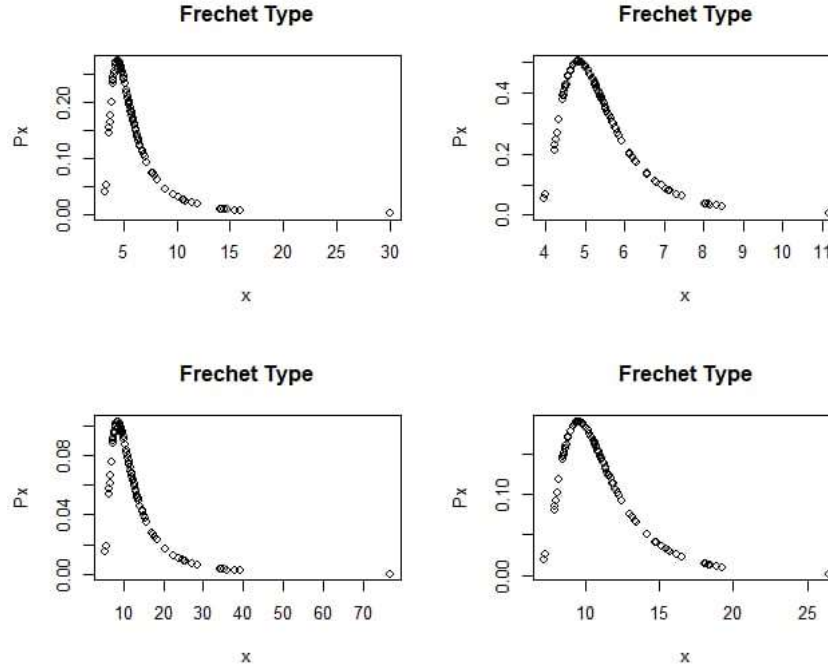 Frechet Type
Px
0.00 0.10 0.20
5 10 15 20 25 30
x
Frechet Type
Px
0.0 0.2 0.4
4 5 6 7 8 9 10 11
x
Frechet Type
Px
0.00 0.04 0.08
10 20 30 40 50 60 70
x
Frechet Type
Px
0.00 0.10
10 15 20 25
x